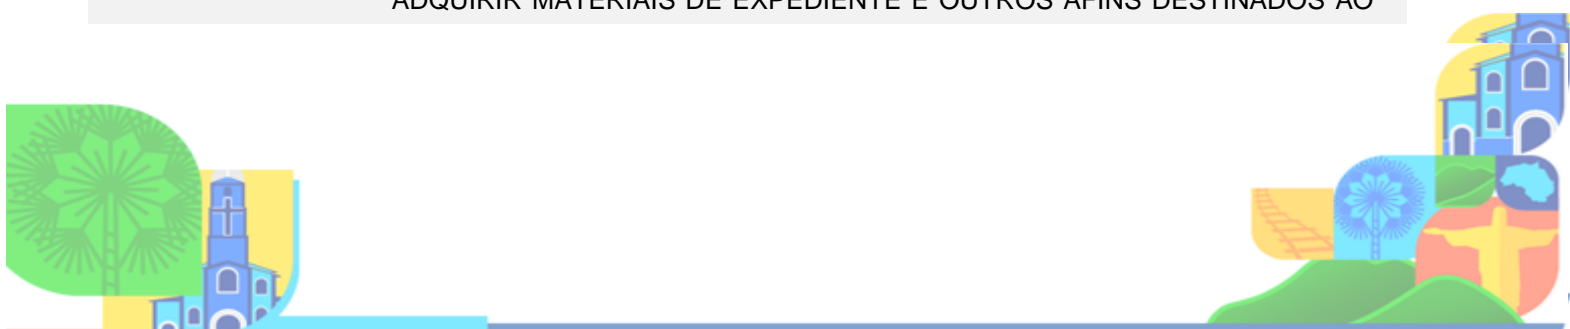 ADQUIRIR MATERIAIS DE EXPEDIENTE E OUTROS AFINS DESTINADOS AO